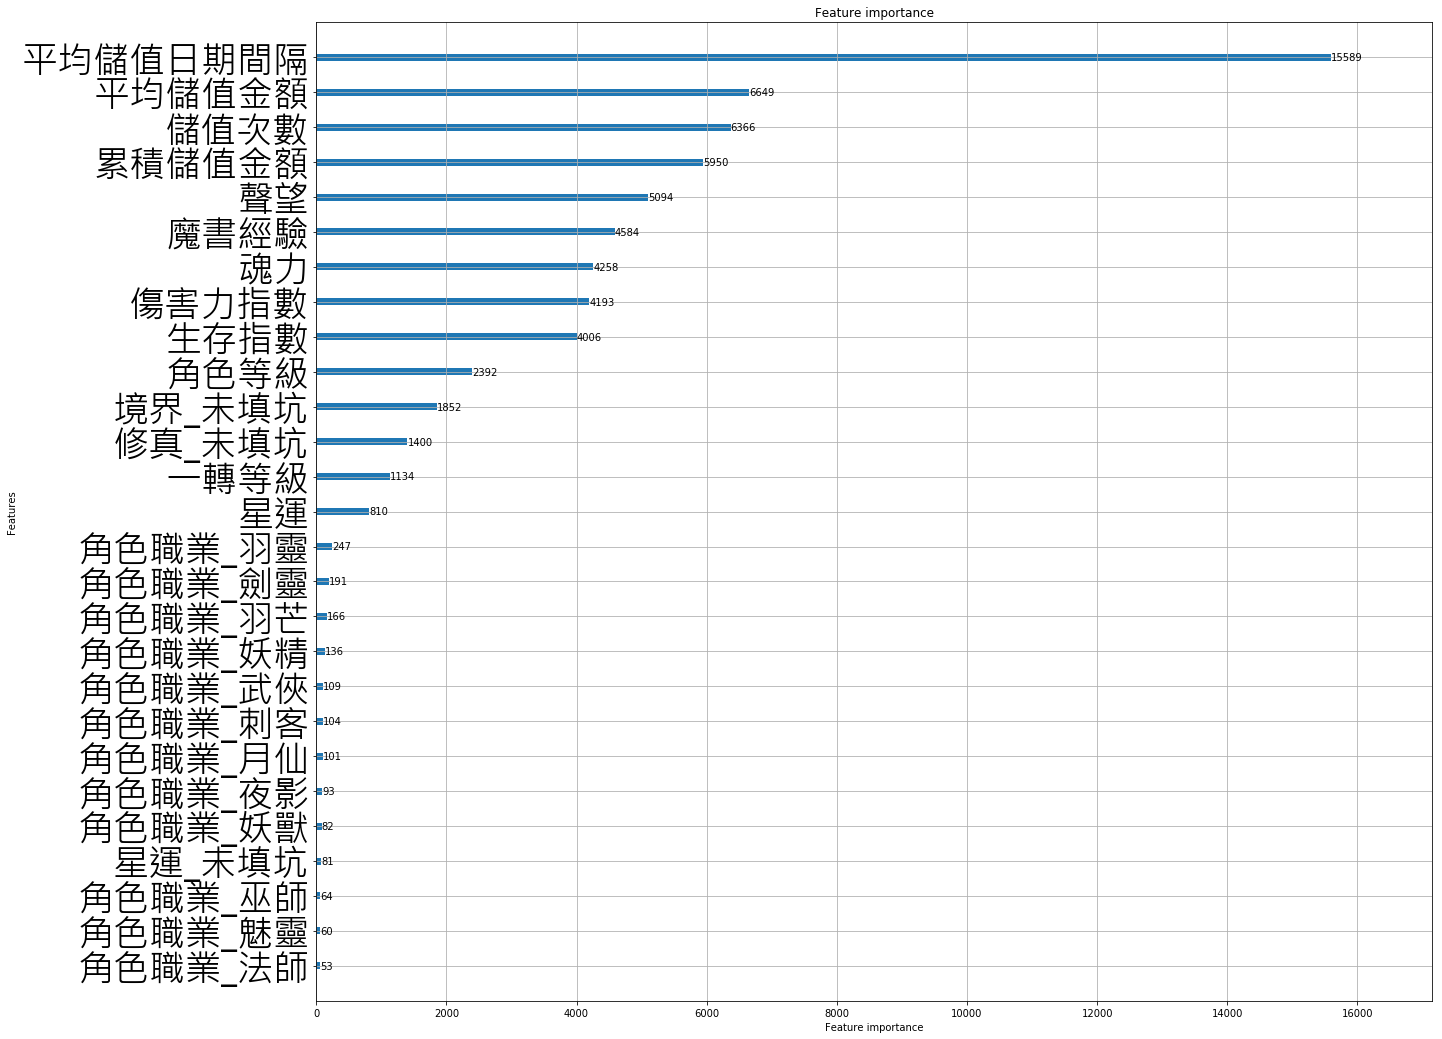 Feature importance
平均儲值日期間隔 15589
平均儲值金額 6649
儲值次數 6366
累積儲值金額 5950
聲望 5094
魔書經驗 4584
魂力 4258
傷害力指數 4193
生存指數 4006
角色等級 2392
境界_未填坑 1852
修真_未填坑 1400
一轉等級 1134
星運 810
角色職業_羽靈 247
角色職業_劍靈 191
角色職業_羽芒 166
角色職業_妖精 136
角色職業_武俠 109
角色職業_刺客 104
角色職業_月仙 101
角色職業_夜影 93
角色職業_妖獸 82
星運_未填坑 81
角色職業_巫師 64
角色職業_魅靈 60
角色職業_法師 53
Features
0 2000 4000 6000 8000 10000 12000 14000 16000
Feature importance